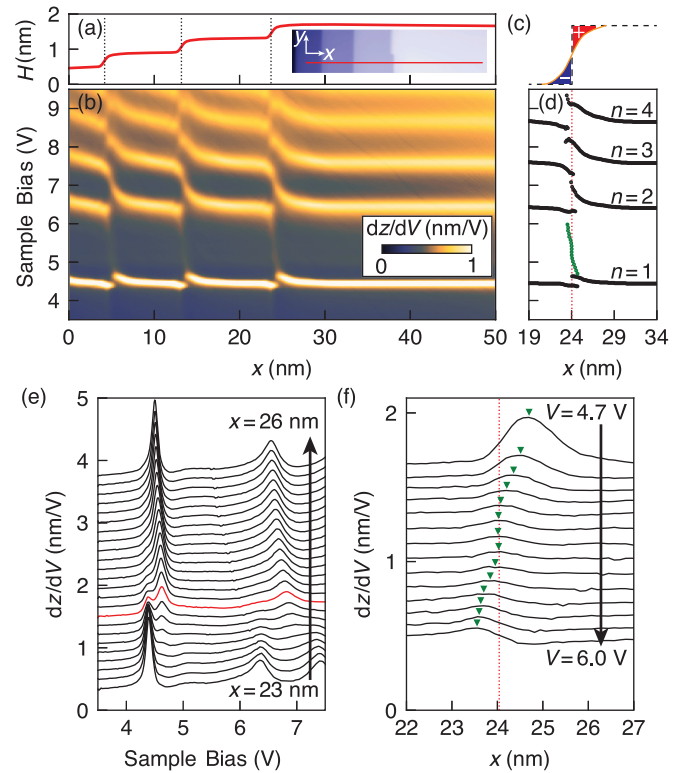 (a)
H (nm)
2
1
0
y
x
(b)
Sample Bias (V)
9
8
7
6
5
4
dz/dV (nm/V)
0 1
0 10 20 30 40 50
x (nm)
(c)
+
−
(d)
n=4
n=3
n=2
n=1
19 24 29 34
x (nm)
(e)
dz/dV (nm/V)
5
4
3
2
1
0
x=26 nm
x=23 nm
4 5 6 7
Sample Bias (V)
(f)
dz/dV (nm/V)
2
1
0
V=4.7 V
V=6.0 V
22 23 24 25 26 27
x (nm)